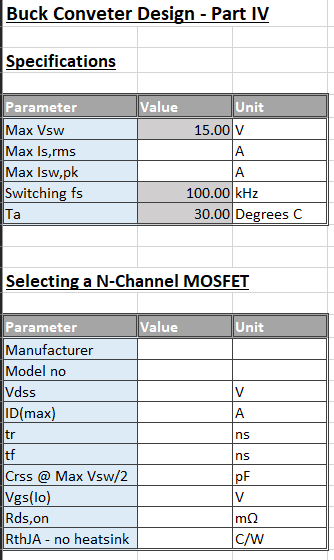 Buck Conveter Design - Part IV
Specifications
Parameter Value Unit
Max Vsw 15.00 V
Max Is,rms A
Max Isw,pk A
Switching fs 100.00 kHz
Ta 30.00 Degrees C
Selecting a N-Channel MOSFET
Parameter Value Unit
Manufacturer
Model no
Vdss V
ID(max) A
tr ns
tf ns
Crss @ Max Vsw/2 pF
Vgs(Io) V
Rds,on mΩ
RthJA - no heatsink C/W